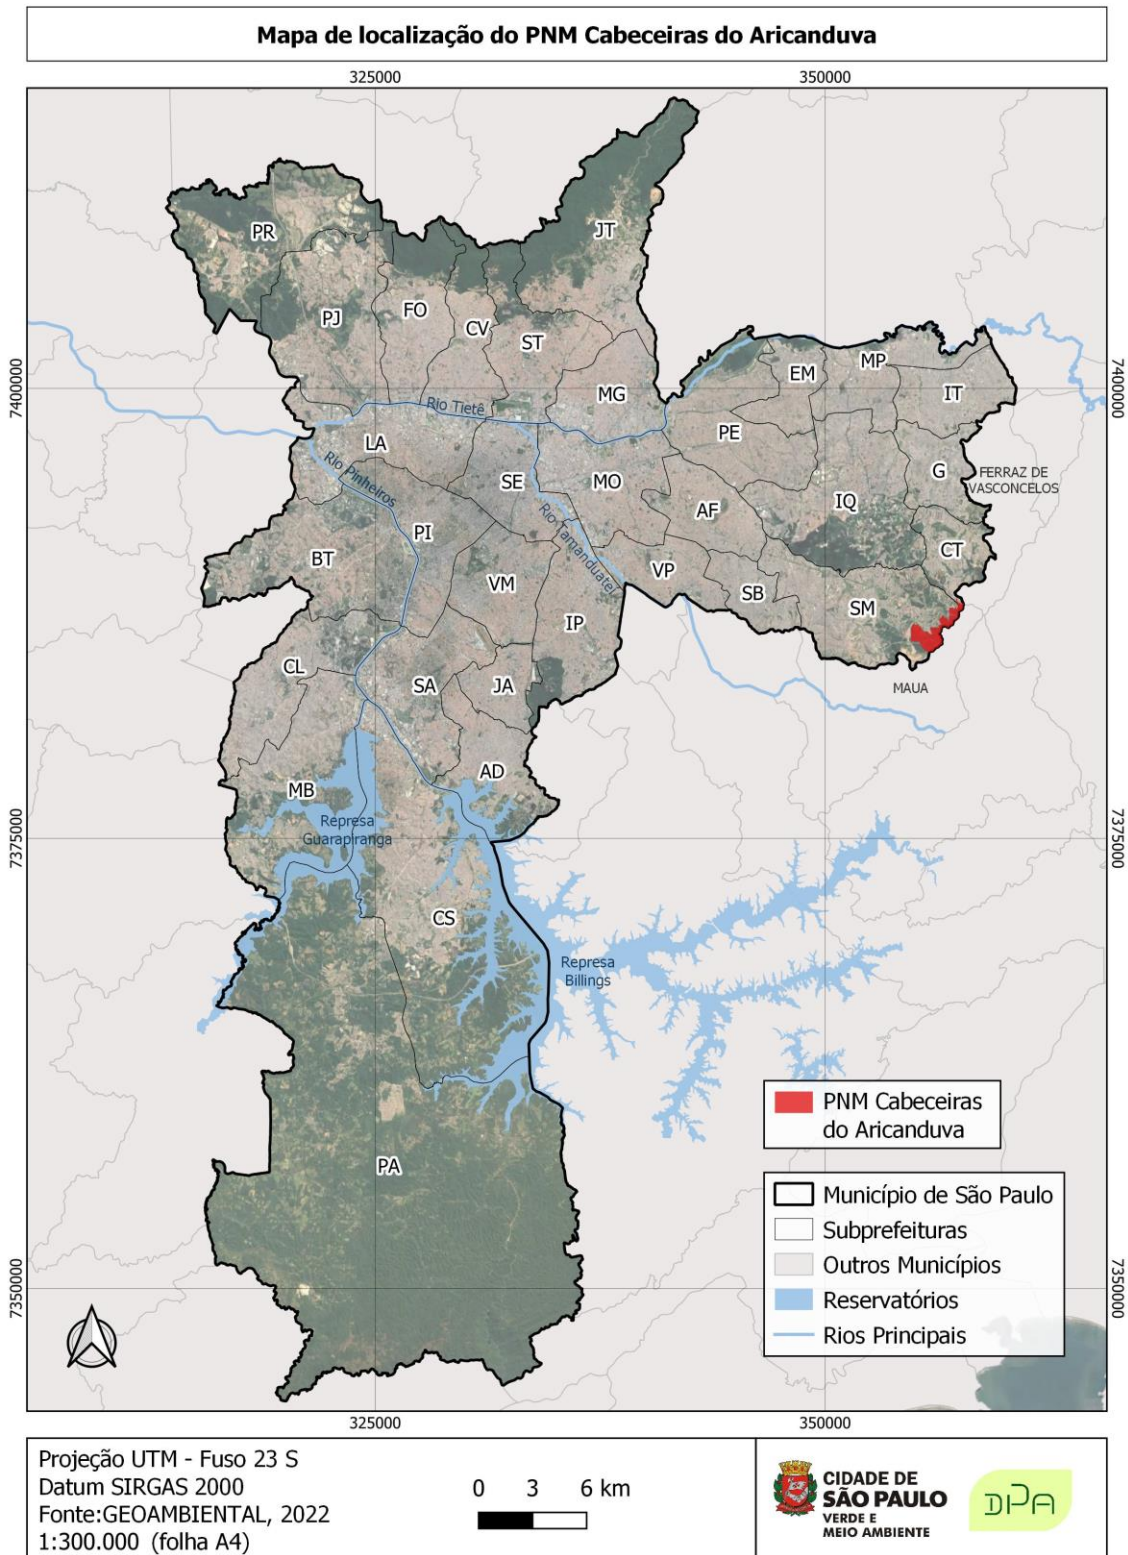 Mapa de localização do PNM Cabeceiras do Aricanduva
325000
350000
JT
PR
FO
PJ
CV
ST
7400000
7400000
MP
EM
IT
MG
Rio Tietê
PE
LA
G
FERRAZ DE
VASCONCELOS
Rio Pinheiros
SE
MO
IQ
AF
Rio Tamanduateí
PI
CT
BT
VM
VP
SB
SM
IP
CL
SA
JA
MAUA
AD
MB
Represa
Guarapiranga
7375000
7375000
CS
Represa
Billings
PNM Cabeceiras
do Aricanduva
PA
Município de São Paulo
Subprefeituras
Outros Municípios
Reservatórios
Rios Principais
7350000
7350000
325000
350000
Projeção UTM - Fuso 23 S
Datum SIRGAS 2000
Fonte:GEOAMBIENTAL, 2022
1:300.000 (folha A4)
0 3 6 km
CIDADE DE
SÃO PAULO
VERDE E
MEIO AMBIENTE
DPA